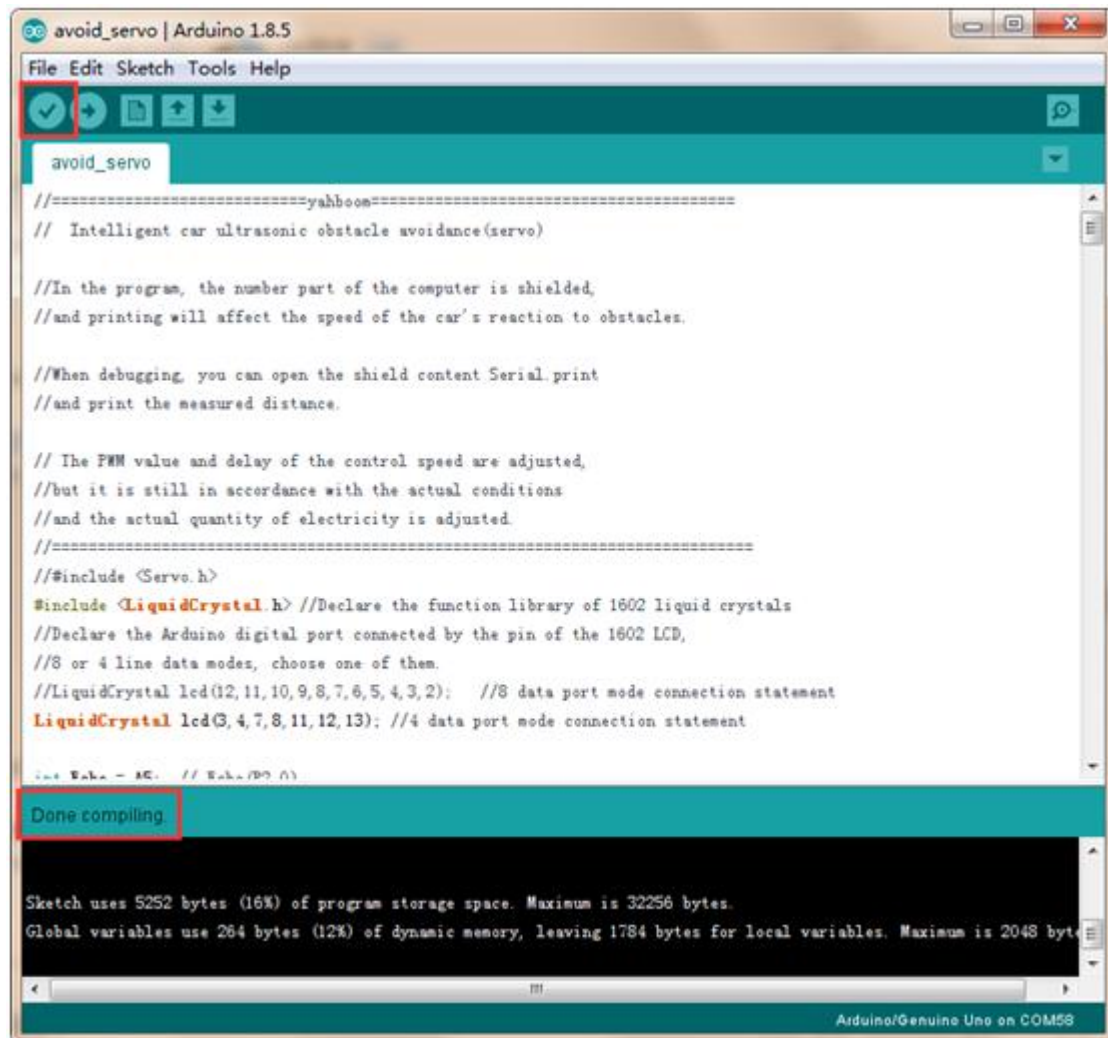 avoid_servo | Arduino 1.8.5
File Edit Sketch Tools Help
avoid_servo
//============================yahboom========================================
//  Intelligent car ultrasonic obstacle avoidance(servo)
//In the program, the number part of the computer is shielded,
//and printing will affect the speed of the car's reaction to obstacles.
//When debugging, you can open the shield content Serial.print
//and print the measured distance.
// The PWM value and delay of the control speed are adjusted,
//but it is still in accordance with the actual conditions
//and the actual quantity of electricity is adjusted.
//=============================================================================
//#include <Servo.h>
#include <LiquidCrystal.h> //Declare the function library of 1602 liquid crystals
//Declare the Arduino digital port connected by the pin of the 1602 LCD,
//8 or 4 line data modes, choose one of them.
//LiquidCrystal lcd(12,11,10,9,8,7,6,5,4,3,2);   //8 data port mode connection statement
LiquidCrystal lcd(3,4,7,8,11,12,13); //4 data port mode connection statement
int Echo = A5;  // Echo(P2.0)
Done compiling.
Sketch uses 5252 bytes (16%) of program storage space. Maximum is 32256 bytes.
Global variables use 264 bytes (12%) of dynamic memory, leaving 1784 bytes for local variables. Maximum is 2048 byt
Arduino/Genuino Uno on COM58